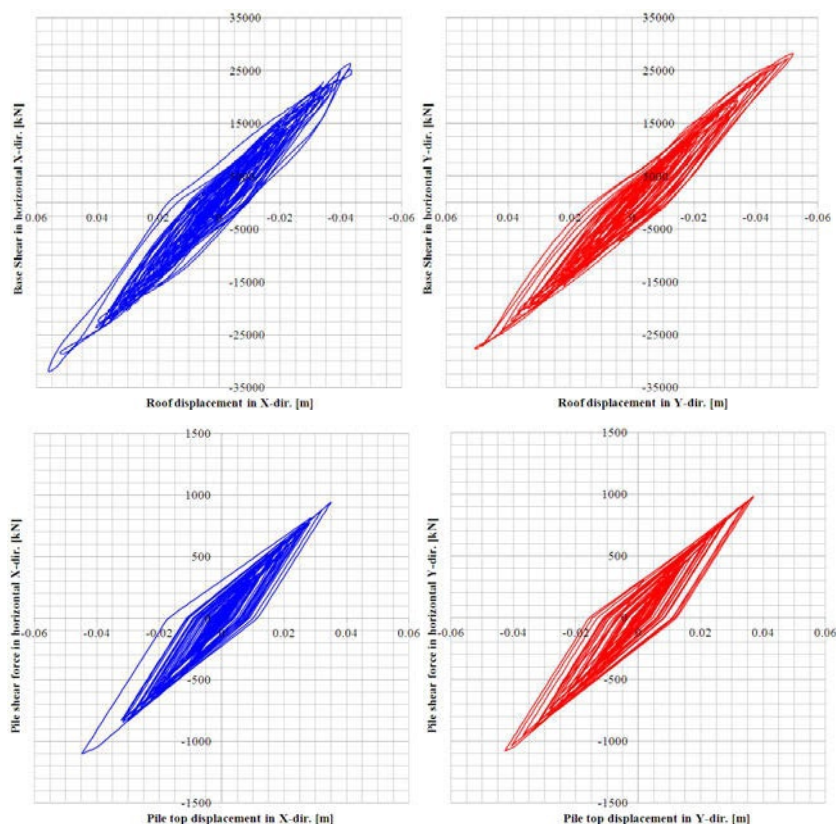 Base Shear in horizontal X-dir. [kN]
35000
25000
15000
5000
0.06 0.04 0.02 0 -0.02 -0.04 -0.06
-5000
-15000
-25000
-35000
Roof displacement in X-dir. [m]
Base Shear in horizontal Y-dir. [kN]
35000
25000
15000
5000
0.06 0.04 0.02 0 -0.02 -0.04 -0.06
-5000
-15000
-25000
-35000
Roof displacement in Y-dir. [m]
Pile shear force in horizontal X-dir. [kN]
1500
1000
500
0
-0.06 -0.04 -0.02 0 0.02 0.04 0.06
-500
-1000
-1500
Pile top displacement in X-dir. [m]
Pile shear force in horizontal Y-dir. [kN]
1500
1000
500
0
-0.06 -0.04 -0.02 0 0.02 0.04 0.06
-500
-1000
-1500
Pile top displacement in Y-dir. [m]